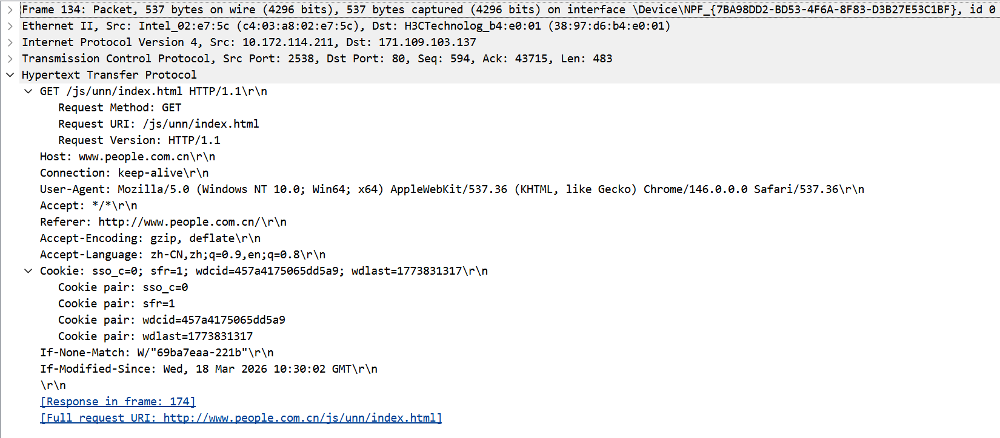 Frame 134: Packet, 537 bytes on wire (4296 bits), 537 bytes captured (4296 bits) on interface \Device\NPF_{7BA98DD2-BD53-4F6A-8F83-D3B27E53C1BF}, id 0
Ethernet II, Src: Intel_02:e7:5c (c4:03:a8:02:e7:5c), Dst: H3CTechnolog_b4:e0:01 (38:97:d6:b4:e0:01)
Internet Protocol Version 4, Src: 10.172.114.211, Dst: 171.109.103.137
Transmission Control Protocol, Src Port: 2538, Dst Port: 80, Seq: 594, Ack: 43715, Len: 483
Hypertext Transfer Protocol
GET /js/unn/index.html HTTP/1.1\r\n
Request Method: GET
Request URI: /js/unn/index.html
Request Version: HTTP/1.1
Host: www.people.com.cn\r\n
Connection: keep-alive\r\n
User-Agent: Mozilla/5.0 (Windows NT 10.0; Win64; x64) AppleWebKit/537.36 (KHTML, like Gecko) Chrome/146.0.0.0 Safari/537.36\r\n
Accept: */*\r\n
Referer: http://www.people.com.cn/\r\n
Accept-Encoding: gzip, deflate\r\n
Accept-Language: zh-CN,zh;q=0.9,en;q=0.8\r\n
Cookie: sso_c=0; sfr=1; wdcid=457a4175065dd5a9; wdlast=1773831317\r\n
Cookie pair: sso_c=0
Cookie pair: sfr=1
Cookie pair: wdcid=457a4175065dd5a9
Cookie pair: wdlast=1773831317
If-None-Match: W/"69ba7eaa-221b"\r\n
If-Modified-Since: Wed, 18 Mar 2026 10:30:02 GMT\r\n
\r\n
[Response in frame: 174]
[Full request URI: http://www.people.com.cn/js/unn/index.html]